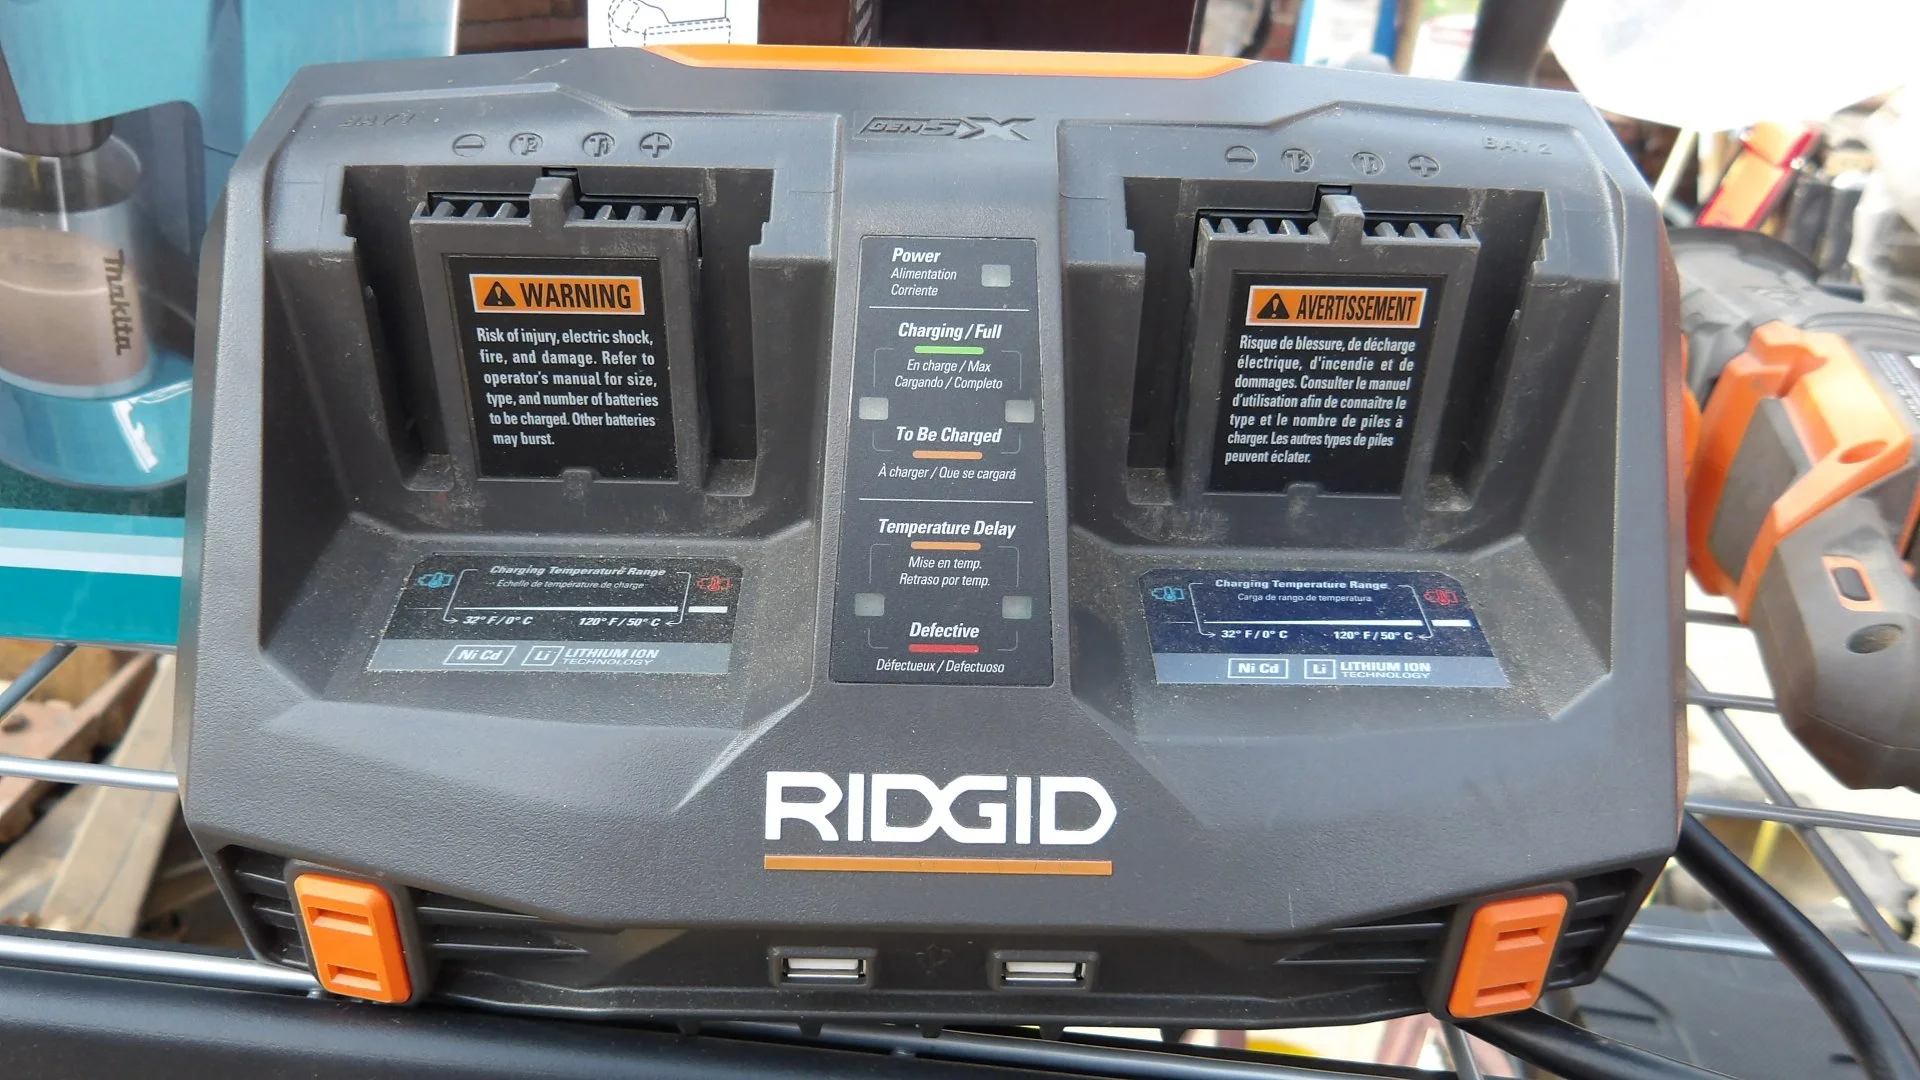 BAY 1
GEN5X
BAY 2
− T2 T1 +
− T2 T1 +
makita
WARNING
Risk of injury, electric shock,
fire, and damage. Refer to
operator's manual for size,
type, and number of batteries
to be charged. Other batteries
may burst.
Power
Alimentation
Corriente
Charging / Full
En charge / Max
Cargando / Completo
To Be Charged
À charger / Que se cargará
Temperature Delay
Mise en temp.
Retraso por temp.
Defective
Défectueux / Defectuoso
AVERTISSEMENT
Risque de blessure, de décharge
électrique, d'incendie et de
dommages. Consulter le manuel
d'utilisation afin de connaître le
type et le nombre de piles à
charger. Les autres types de piles
peuvent éclater.
Charging Temperature Range
Echelle de température de charge
32° F / 0° C 120° F / 50° C
Ni Cd Li LITHIUM ION
TECHNOLOGY
Charging Temperature Range
Carga de rango de temperatura
32° F / 0° C 120° F / 50° C
Ni Cd Li LITHIUM ION
TECHNOLOGY
RIDGID